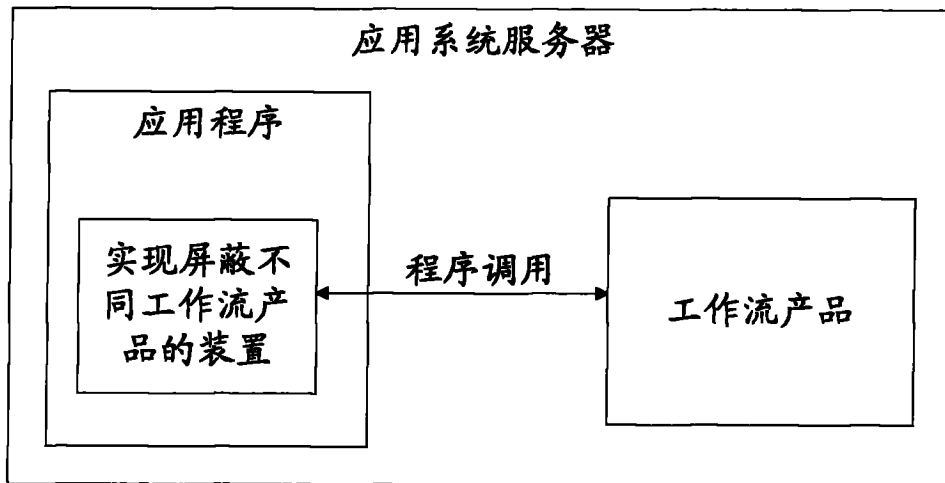 应用系统服务器
应用程序
实现屏蔽不
同工作流产
品的装置
程序调用
工作流产品